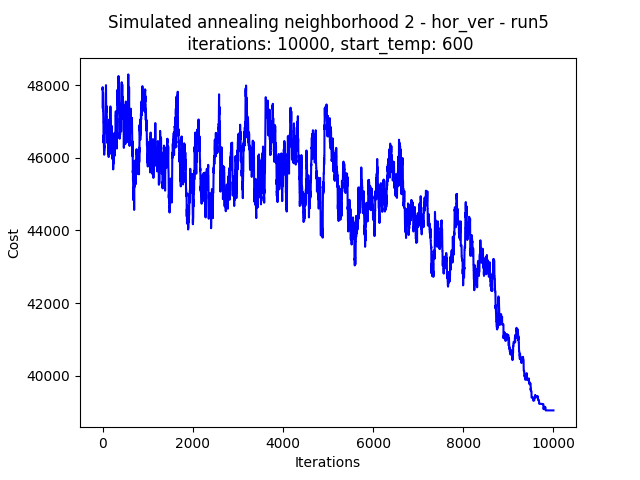 Simulated annealing neighborhood 2 - hor_ver - run5
iterations: 10000, start_temp: 600
48000
46000
44000
42000
40000
Cost
0
2000
4000
6000
8000
10000
Iterations